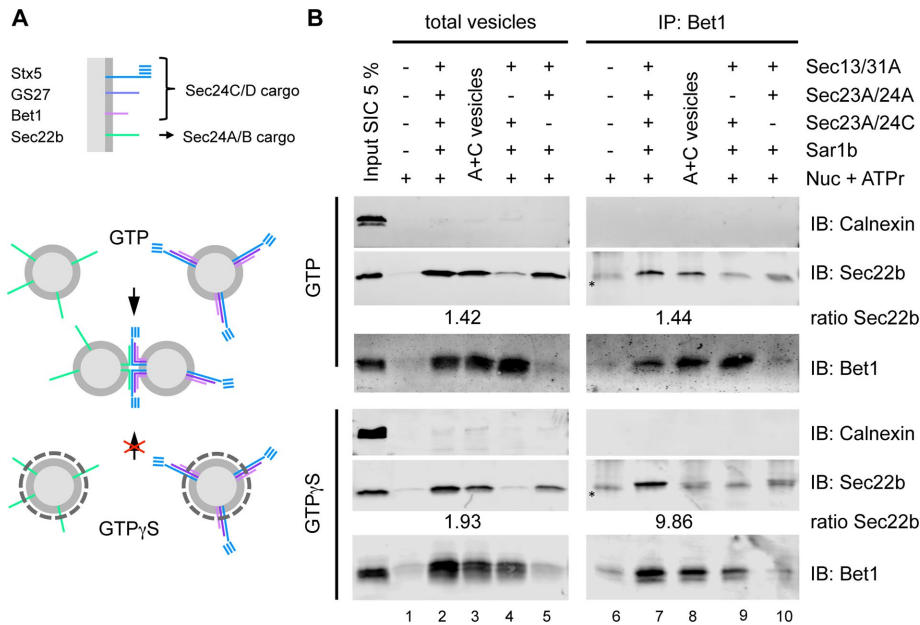 A
Stx5
GS27
Bet1
Sec22b
Sec24C/D cargo
Sec24A/B cargo
GTP
GTPγS
B
total vesicles
IP: Bet1
Input SIC 5 %
- + A+C vesicles + + - + A+C vesicles + + Sec13/31A
- + - + - + - + Sec23A/24A
- + + - - + + - Sec23A/24C
- + + + - + + + Sar1b
+ + + + + + + + Nuc + ATPr
GTP
IB: Calnexin
IB: Sec22b
*
1.42 1.44 ratio Sec22b
IB: Bet1
GTPγS
IB: Calnexin
IB: Sec22b
*
1.93 9.86 ratio Sec22b
IB: Bet1
1 2 3 4 5 6 7 8 9 10